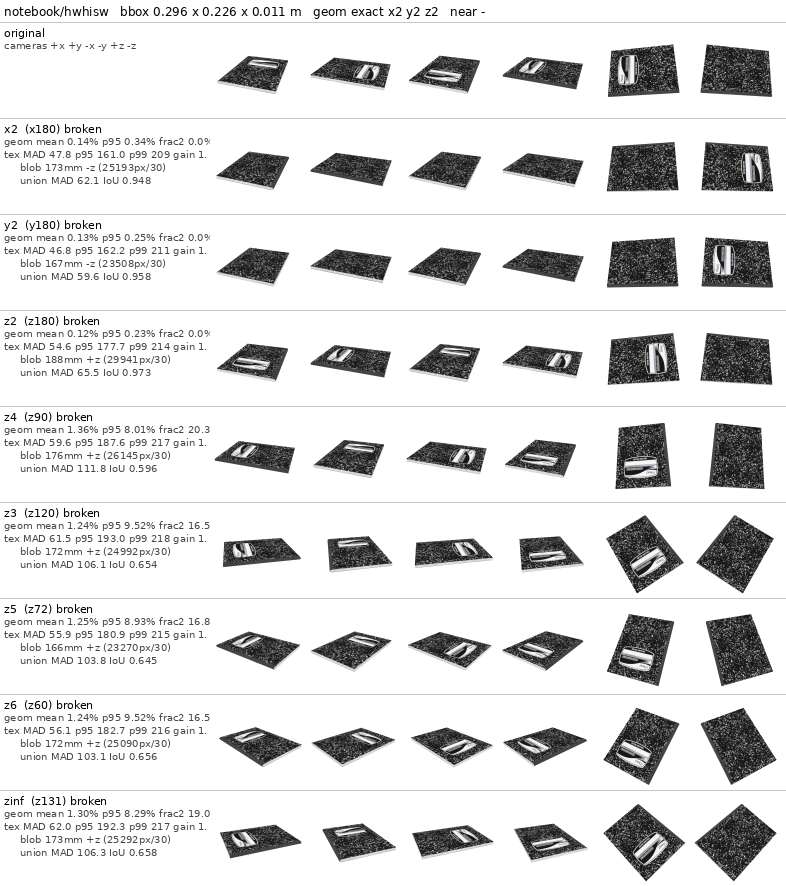 notebook/hwhisw   bbox 0.296 x 0.226 x 0.011 m   geom exact x2 y2 z2   near -
original
cameras +x +y -x -y +z -z
x2  (x180) broken
geom mean 0.14% p95 0.34% frac2 0.0%
tex MAD 47.8 p95 161.0 p99 209 gain 1.
blob 173mm -z (25193px/30)
union MAD 62.1 IoU 0.948
y2  (y180) broken
geom mean 0.13% p95 0.25% frac2 0.0%
tex MAD 46.8 p95 162.2 p99 211 gain 1.
blob 167mm -z (23508px/30)
union MAD 59.6 IoU 0.958
z2  (z180) broken
geom mean 0.12% p95 0.23% frac2 0.0%
tex MAD 54.6 p95 177.7 p99 214 gain 1.
blob 188mm +z (29941px/30)
union MAD 65.5 IoU 0.973
z4  (z90) broken
geom mean 1.36% p95 8.01% frac2 20.3
tex MAD 59.6 p95 187.6 p99 217 gain 1.
blob 176mm +z (26145px/30)
union MAD 111.8 IoU 0.596
z3  (z120) broken
geom mean 1.24% p95 9.52% frac2 16.5
tex MAD 61.5 p95 193.0 p99 218 gain 1.
blob 172mm +z (24992px/30)
union MAD 106.1 IoU 0.654
z5  (z72) broken
geom mean 1.25% p95 8.93% frac2 16.8
tex MAD 55.9 p95 180.9 p99 215 gain 1.
blob 166mm +z (23270px/30)
union MAD 103.8 IoU 0.645
z6  (z60) broken
geom mean 1.24% p95 9.52% frac2 16.5
tex MAD 56.1 p95 182.7 p99 216 gain 1.
blob 172mm +z (25090px/30)
union MAD 103.1 IoU 0.656
zinf  (z131) broken
geom mean 1.30% p95 8.29% frac2 19.0
tex MAD 62.0 p95 192.3 p99 217 gain 1.
blob 173mm +z (25292px/30)
union MAD 106.3 IoU 0.658